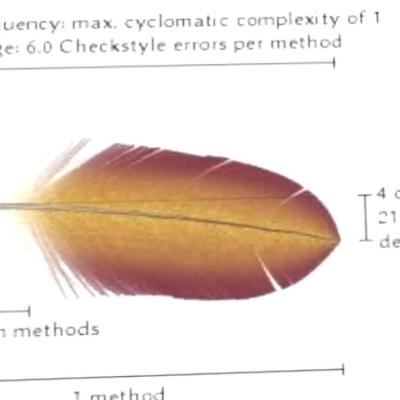 uency: max. cyclomatic complexity of 1
ge: 6.0 Checkstyle errors per method
4
21
de
methods
1 method